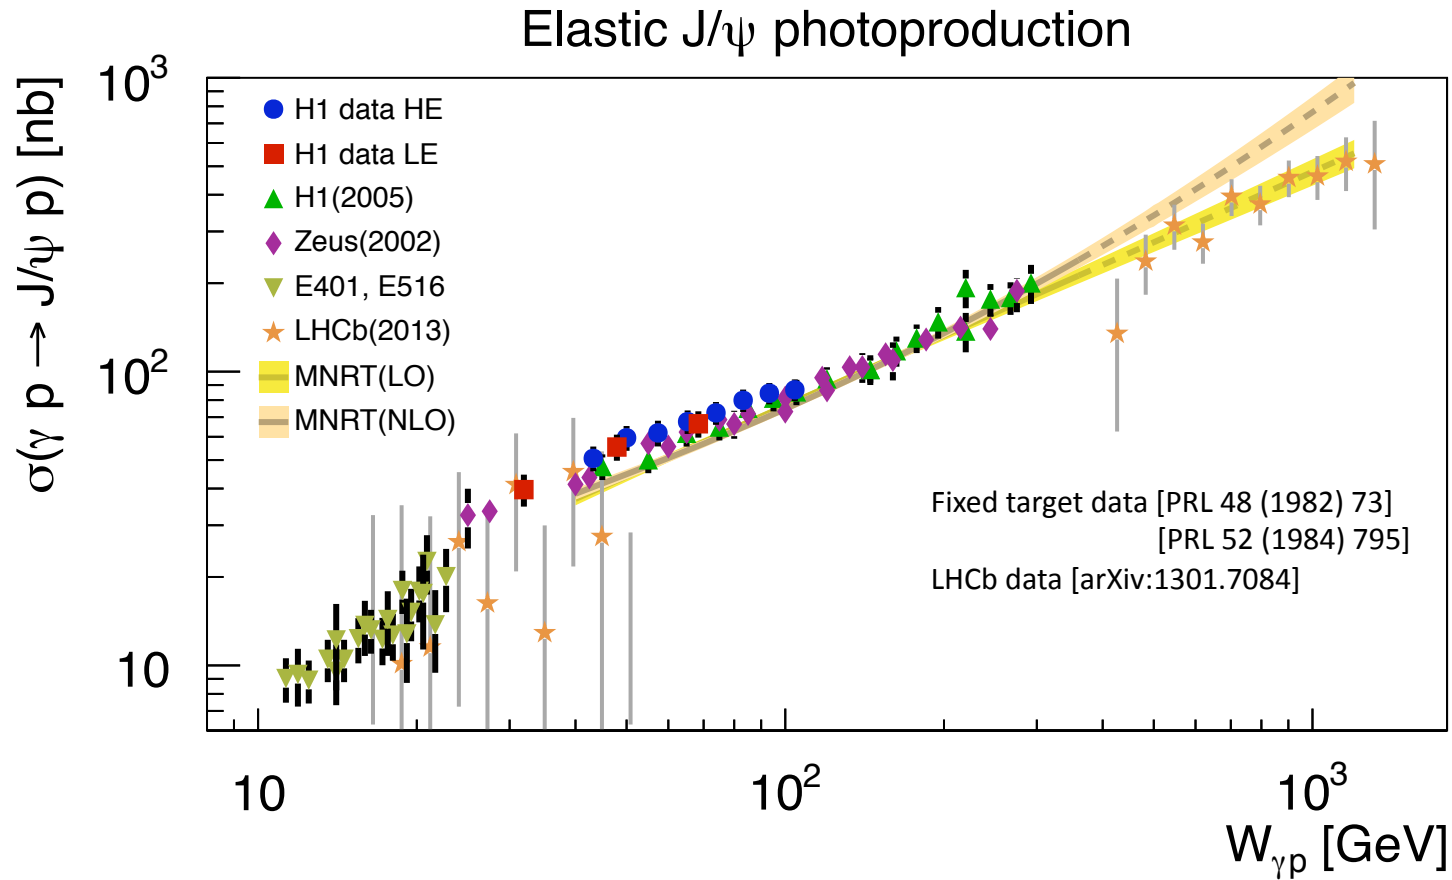 Elastic J/ψ photoproduction
σ(γ p → J/ψ p) [nb]
10³
10²
10
H1 data HE
H1 data LE
H1(2005)
Zeus(2002)
E401, E516
LHCb(2013)
MNRT(LO)
MNRT(NLO)
Fixed target data [PRL 48 (1982) 73]
[PRL 52 (1984) 795]
LHCb data [arXiv:1301.7084]
10
10²
10³
W_γp [GeV]